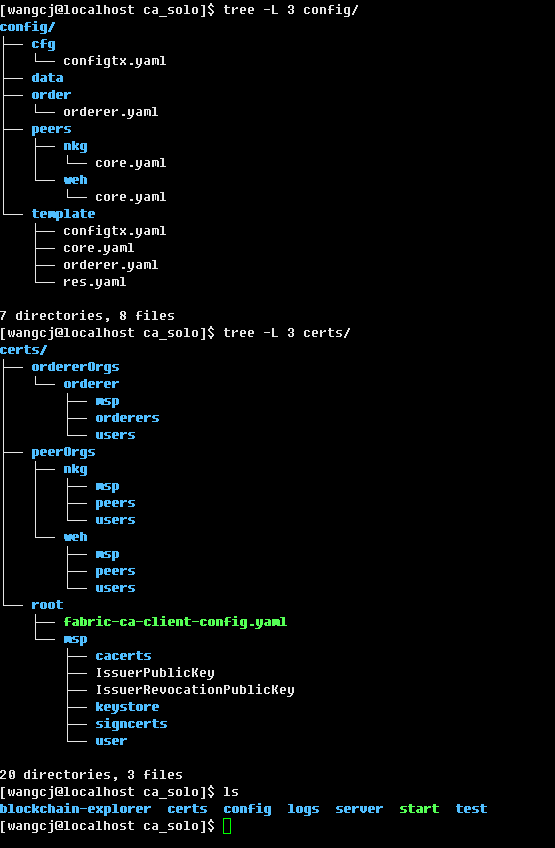 [wangcj@localhost ca_solo]$ tree -L 3 config/
config/
├── cfg
│   └── configtx.yaml
├── data
├── order
│   └── orderer.yaml
├── peers
│   ├── nkg
│   │   └── core.yaml
│   └── weh
│       └── core.yaml
└── template
    ├── configtx.yaml
    ├── core.yaml
    ├── orderer.yaml
    └── res.yaml

7 directories, 8 files
[wangcj@localhost ca_solo]$ tree -L 3 certs/
certs/
├── ordererOrgs
│   └── orderer
│       ├── msp
│       ├── orderers
│       └── users
├── peerOrgs
│   ├── nkg
│   │   ├── msp
│   │   ├── peers
│   │   └── users
│   └── weh
│       ├── msp
│       ├── peers
│       └── users
└── root
    ├── fabric-ca-client-config.yaml
    └── msp
        ├── cacerts
        ├── IssuerPublicKey
        ├── IssuerRevocationPublicKey
        ├── keystore
        ├── signcerts
        └── user

20 directories, 3 files
[wangcj@localhost ca_solo]$ ls
blockchain-explorer  certs  config  logs  server  start  test
[wangcj@localhost ca_solo]$